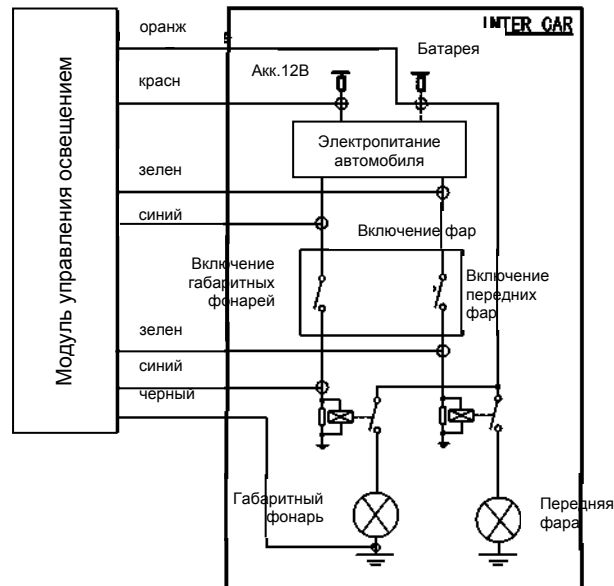 оранж
INTER CAR
Батарея
Акк.12В
красн
Электропитание
автомобиля
зелен
синий
Включение фар
Включение
габаритных
фонарей
Включение
передних
фар
зелен
синий
черный
Габаритный
фонарь
Передняя
фара
Модуль управления освещением